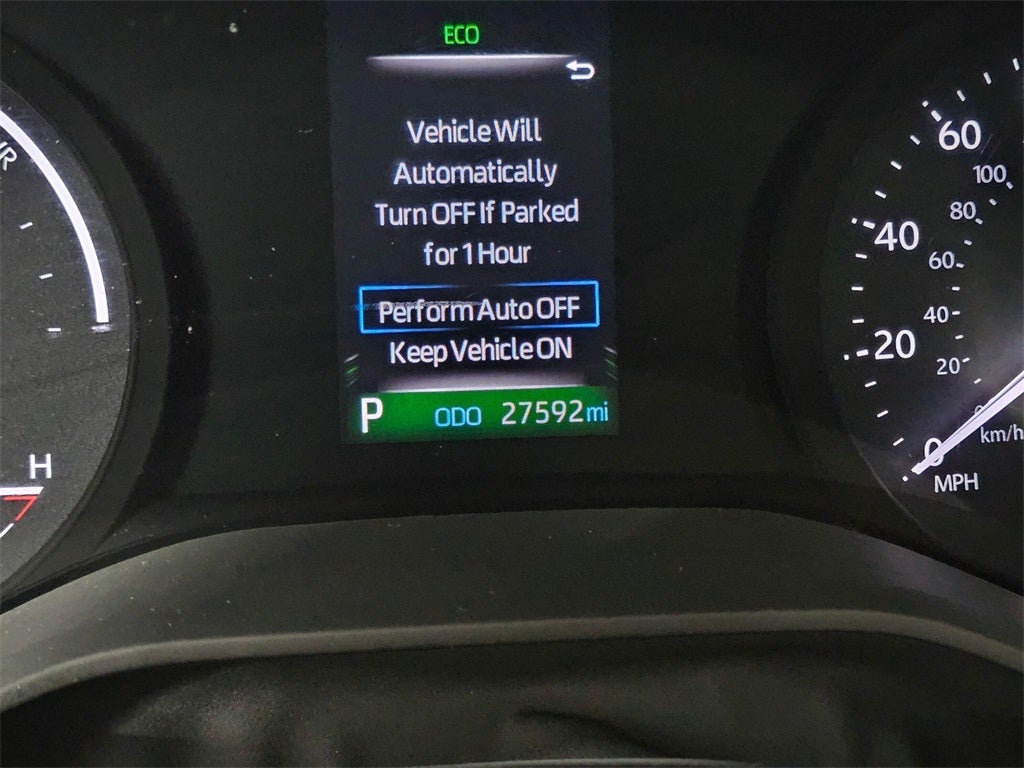 ECO
Vehicle Will
Automatically
Turn OFF If Parked
for 1 Hour
Perform Auto OFF
Keep Vehicle ON
P ODO 27592 mi
H
60
100
80
40
60
40
20
20
0
km/h
0
MPH